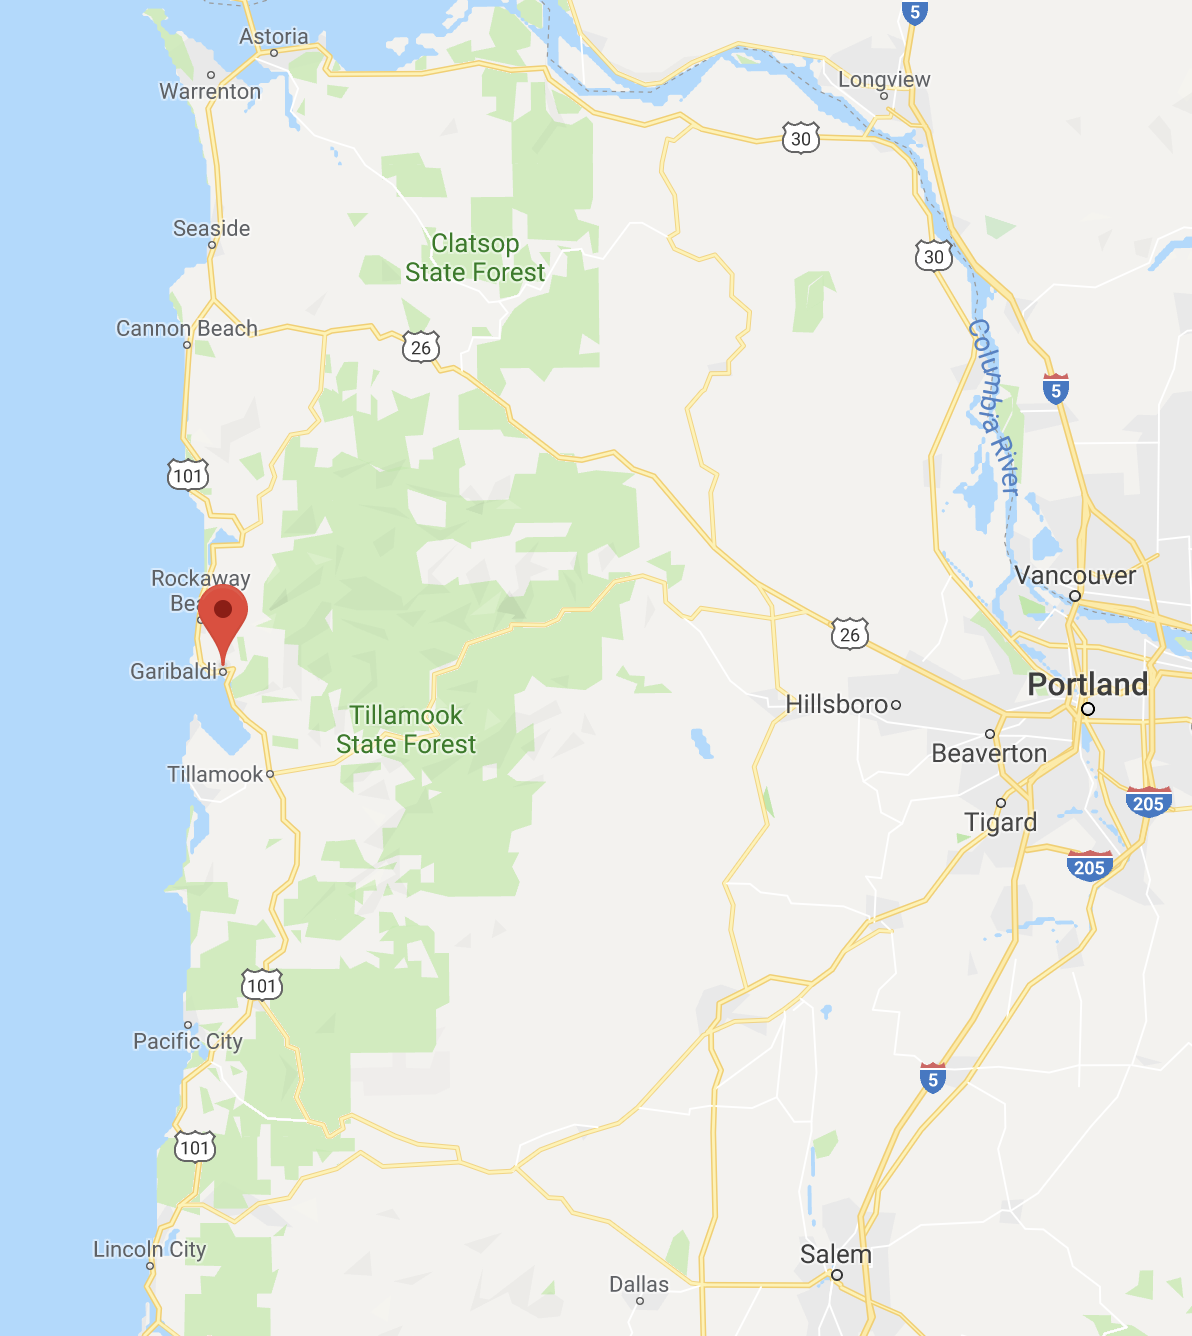 5
Astoria
Longview
Warrenton
30
Seaside
Clatsop
State Forest
30
Cannon Beach
26
Columbia River
5
101
Rockaway
Bea
Vancouver
26
Garibaldi
Portland
Hillsboro
Tillamook
State Forest
Beaverton
Tillamook
205
Tigard
205
101
Pacific City
5
101
Lincoln City
Salem
Dallas